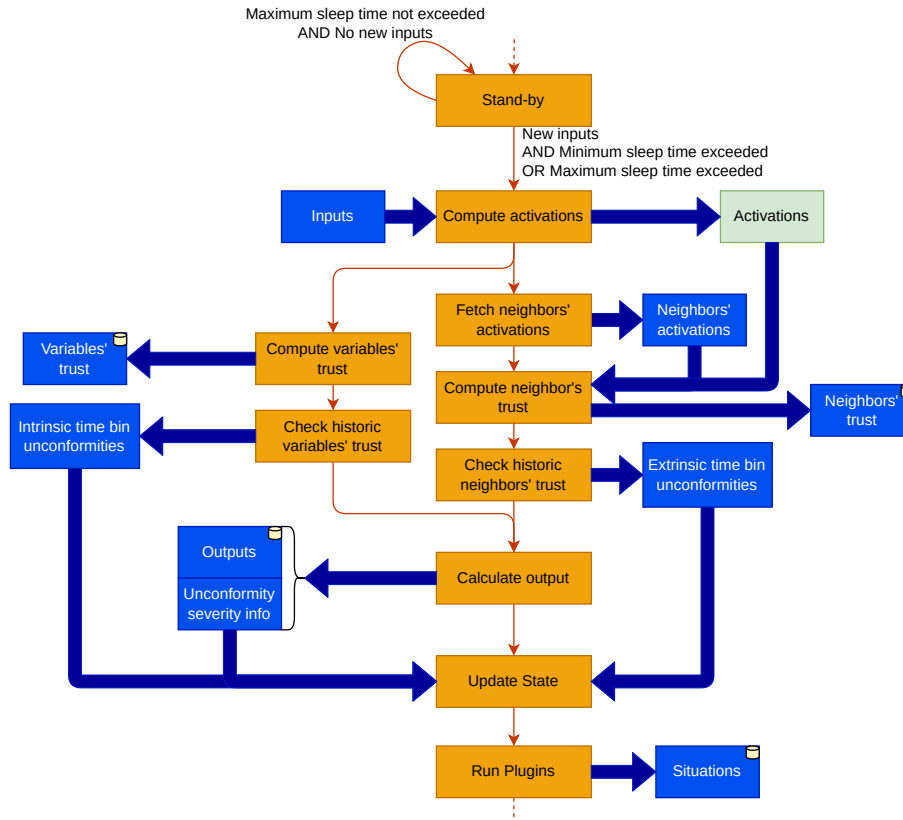 Maximum sleep time not exceeded
AND No new inputs
Stand-by
New inputs
AND Minimum sleep time exceeded
OR Maximum sleep time exceeded
Inputs
Compute activations
Activations
Fetch neighbors'
activations
Neighbors'
activations
Variables'
trust
Compute variables'
trust
Compute neighbor's
trust
Neighbors'
trust
Intrinsic time bin
unconformities
Check historic
variables' trust
Check historic
neighbors' trust
Extrinsic time bin
unconformities
Outputs
Unconformity
severity info
Calculate output
Update State
Run Plugins
Situations